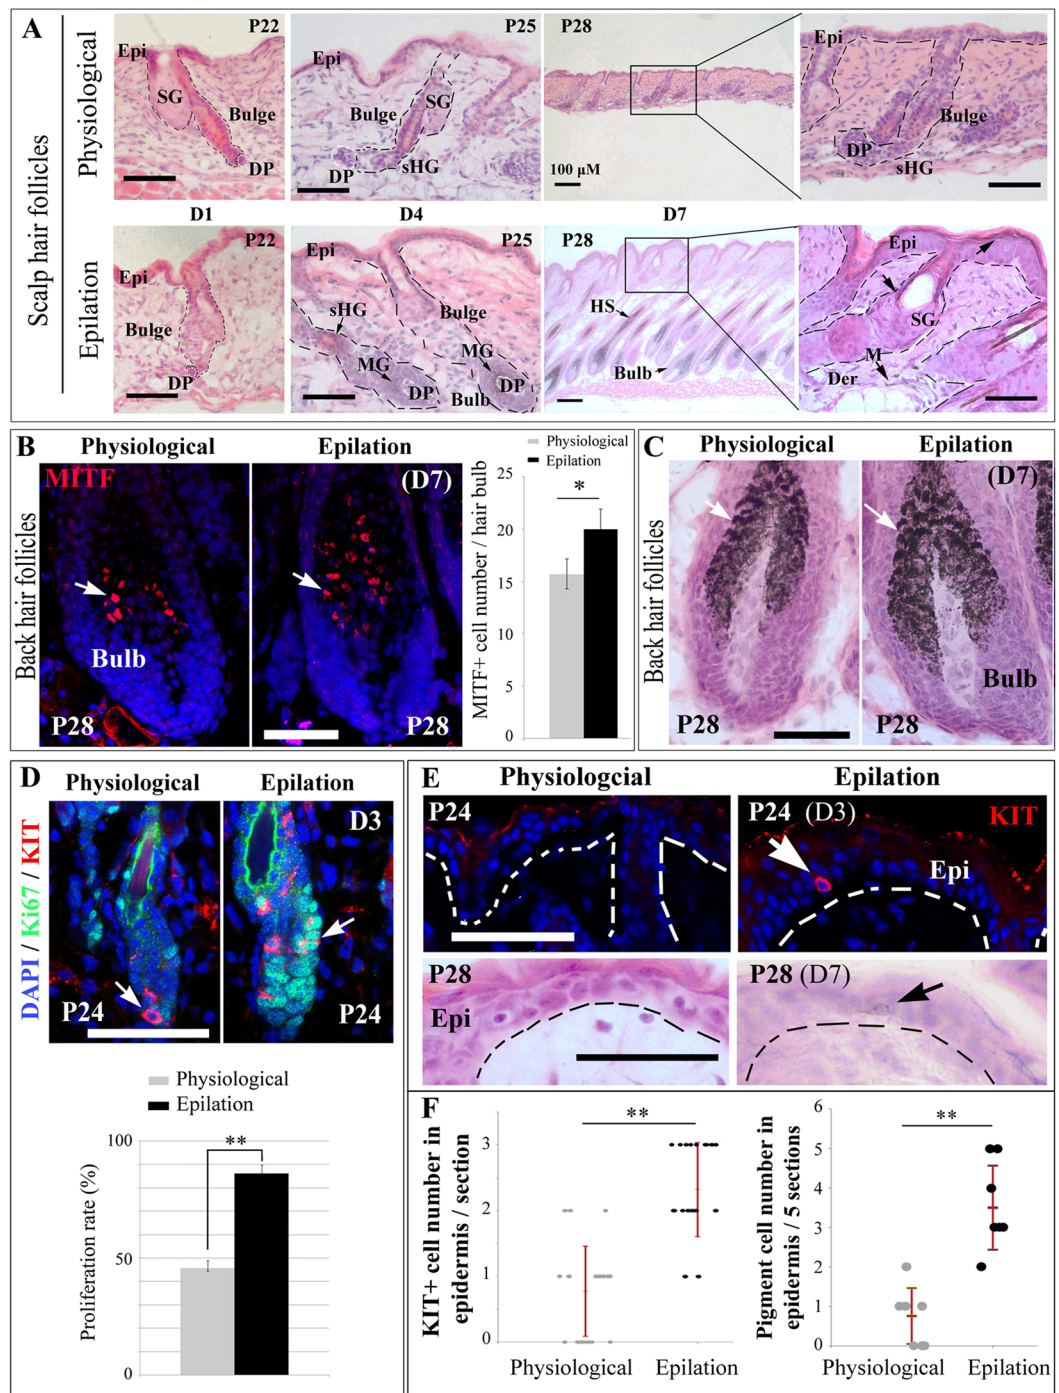 A
Scalp hair follicles
Physiological
P22
Epi
SG
Bulge
DP
P25
Bulge
SG
DP
sHG
P28
100 µM
Epi
Bulge
DP
sHG
D1
D4
D7
Epilation
P22
Epi
Bulge
DP
P25
Epi
sHG
Bulge
MG
MG
DP
DP
Bulb
P28
HS
Bulb
Epi
SG
M
Der
B
Physiological
Epilation
Back hair follicles
MITF
Bulb
P28
(D7)
P28
Physiological
Epilation
MITF+ cell number / hair bulb
25
20
15
10
5
0
*
C
Physiological
Epilation
Back hair follicles
P28
(D7)
Bulb
P28
D
Physiological
Epilation
DAPI / Ki67 / KIT
P24
D3
P24
Physiological
Epilation
Proliferation rate (%)
100
50
0
**
E
Physiologcial
Epilation
P24
P24 (D3)
KIT
Epi
P28
Epi
P28 (D7)
F
KIT+ cell number in
epidermis / section
3
2
1
0
**
Physiological
Epilation
Pigment cell number in
epidermis / 5 sections
6
5
4
3
2
1
0
**
Physiological
Epilation